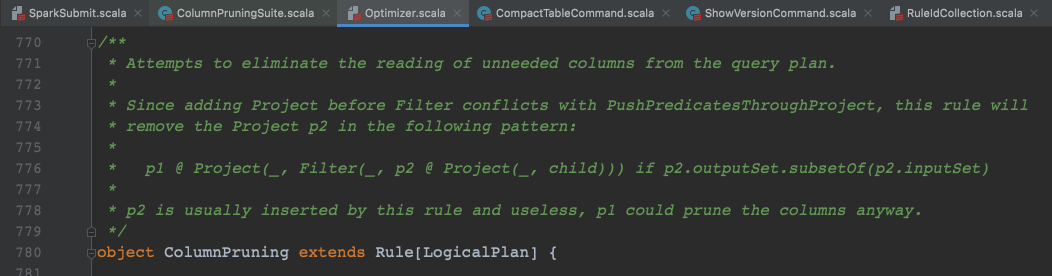 SparkSubmit.scala ColumnPruningSuite.scala Optimizer.scala CompactTableCommand.scala ShowVersionCommand.scala RuleIdCollection.scala
770 /**
771 * Attempts to eliminate the reading of unneeded columns from the query plan.
772 *
773 * Since adding Project before Filter conflicts with PushPredicatesThroughProject, this rule will
774 * remove the Project p2 in the following pattern:
775 *
776 * p1 @ Project(_, Filter(_, p2 @ Project(_, child))) if p2.outputSet.subsetOf(p2.inputSet)
777 *
778 * p2 is usually inserted by this rule and useless, p1 could prune the columns anyway.
779 */
780 object ColumnPruning extends Rule[LogicalPlan] {
781